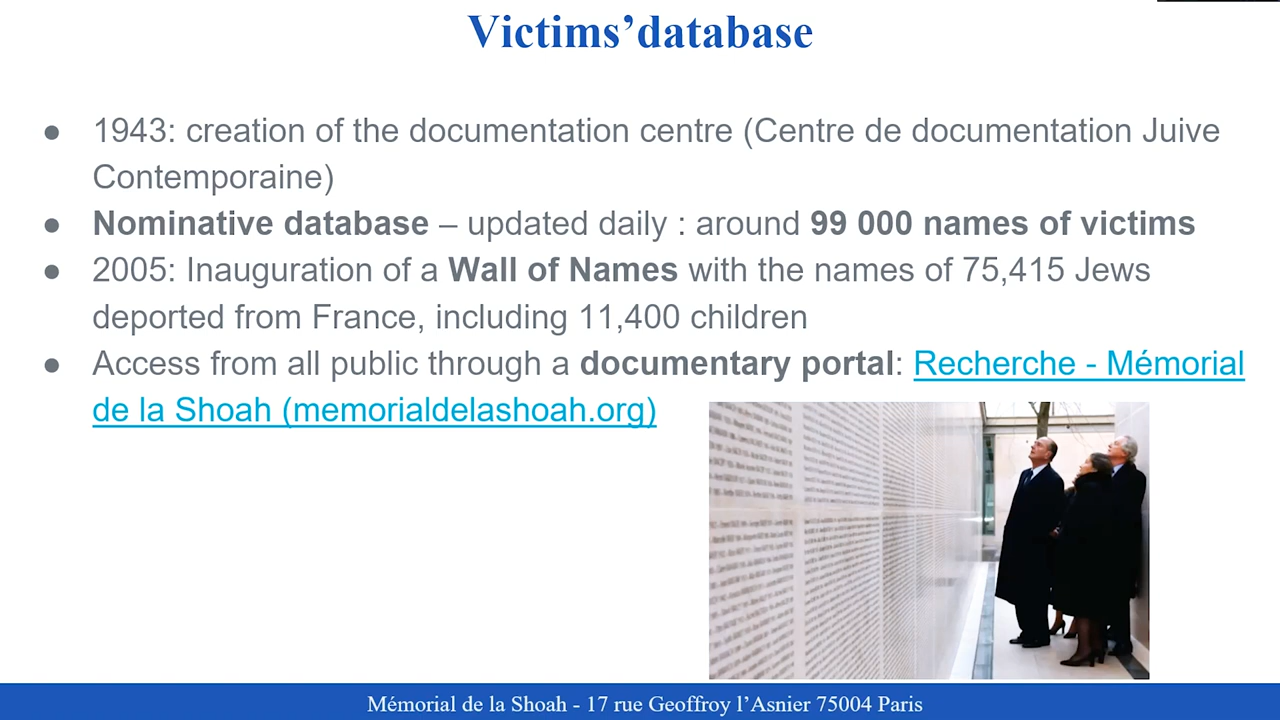 Victims’database
● 1943: creation of the documentation centre (Centre de documentation Juive
Contemporaine)
● Nominative database – updated daily : around 99 000 names of victims
● 2005: Inauguration of a Wall of Names with the names of 75,415 Jews
deported from France, including 11,400 children
● Access from all public through a documentary portal: Recherche - Mémorial
de la Shoah (memorialdelashoah.org)
Mémorial de la Shoah - 17 rue Geoffroy l’Asnier 75004 Paris